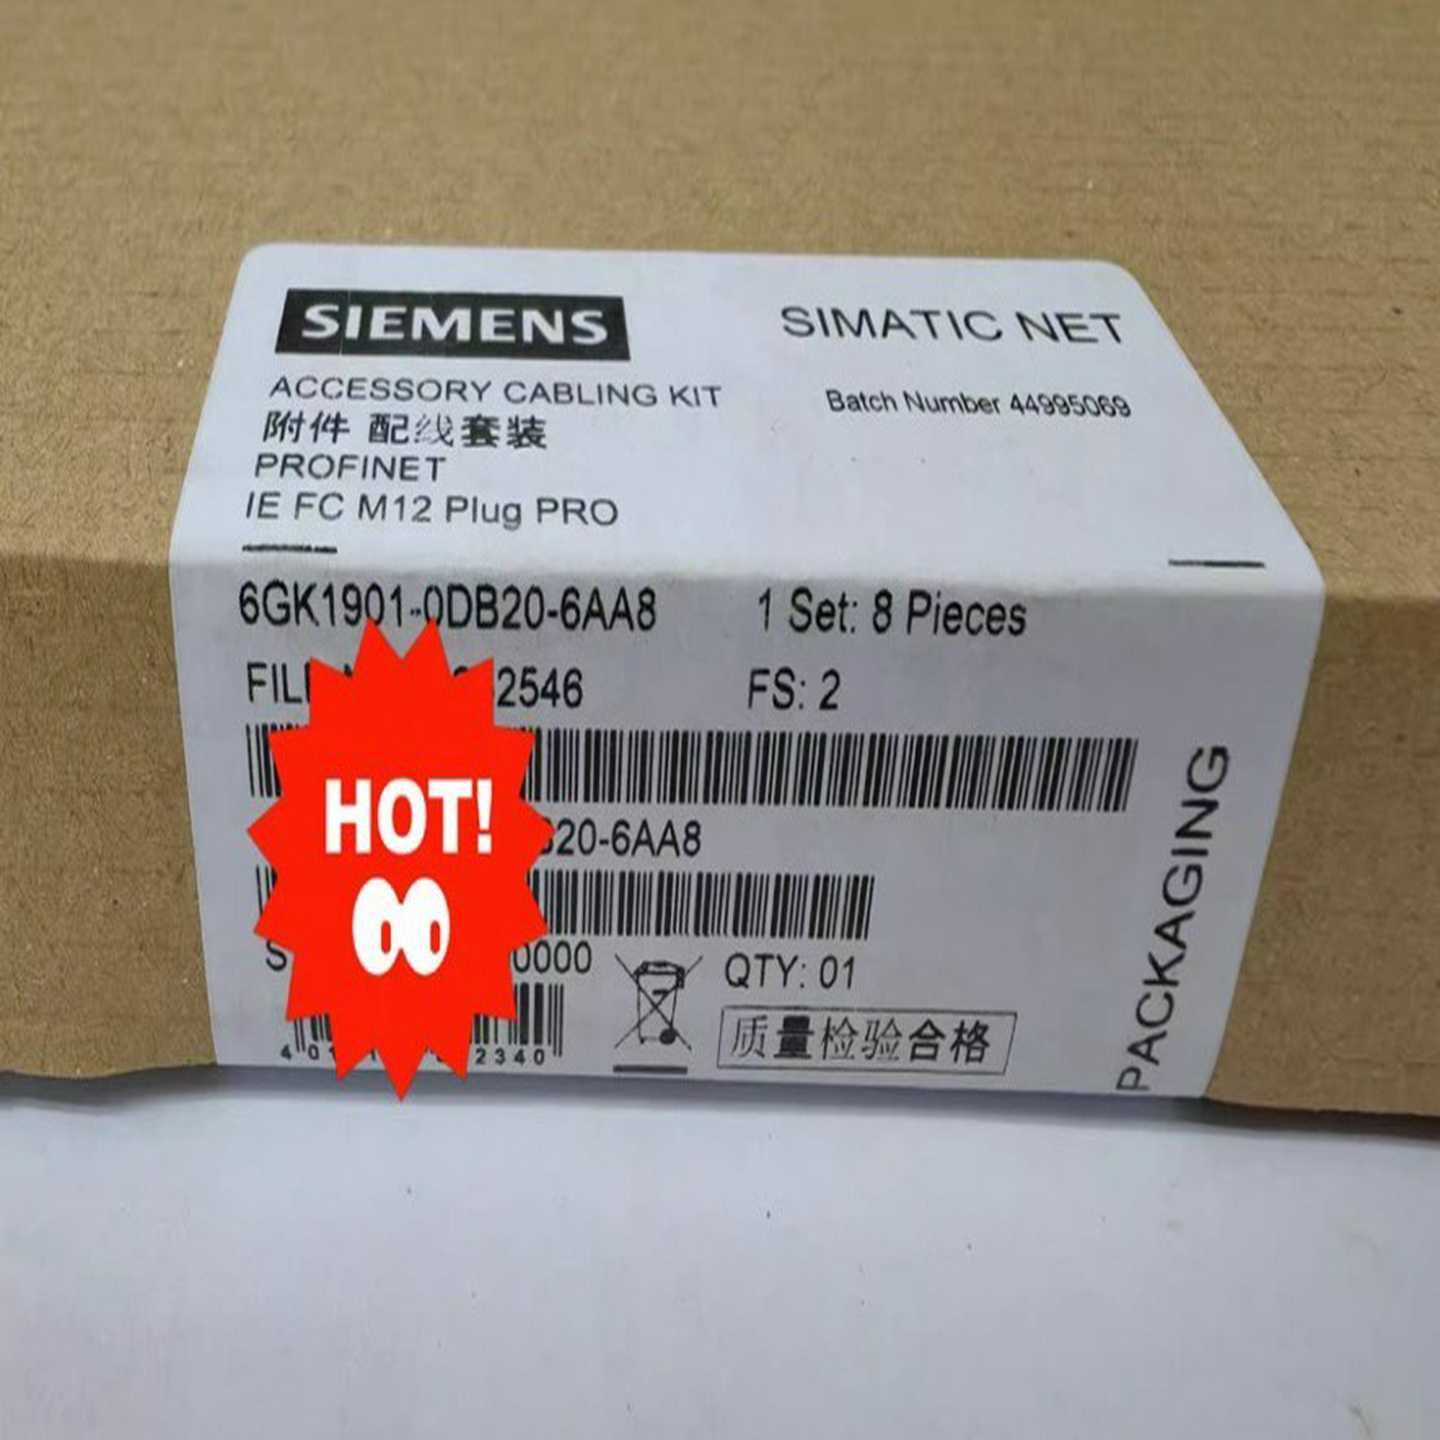 SIEMENS
SIMATIC NET
ACCESSORY CABLING KIT
Batch Number 44995069
附件 配线套装
PROFINET
IE FC M12 Plug PRO
6GK1901-0DB20-6AA8
1 Set: 8 Pieces
2546
FS: 2
HOT!
B20-6AA8
0000
QTY: 01
2340
质量检验合格
PACKAGING